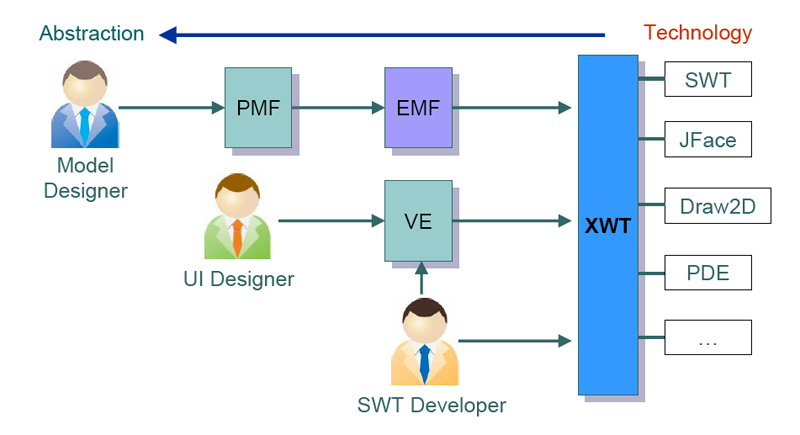 Abstraction
Technology
SWT
PMF
EMF
JFace
Model
Designer
Draw2D
VE
XWT
UI Designer
PDE
...
SWT Developer